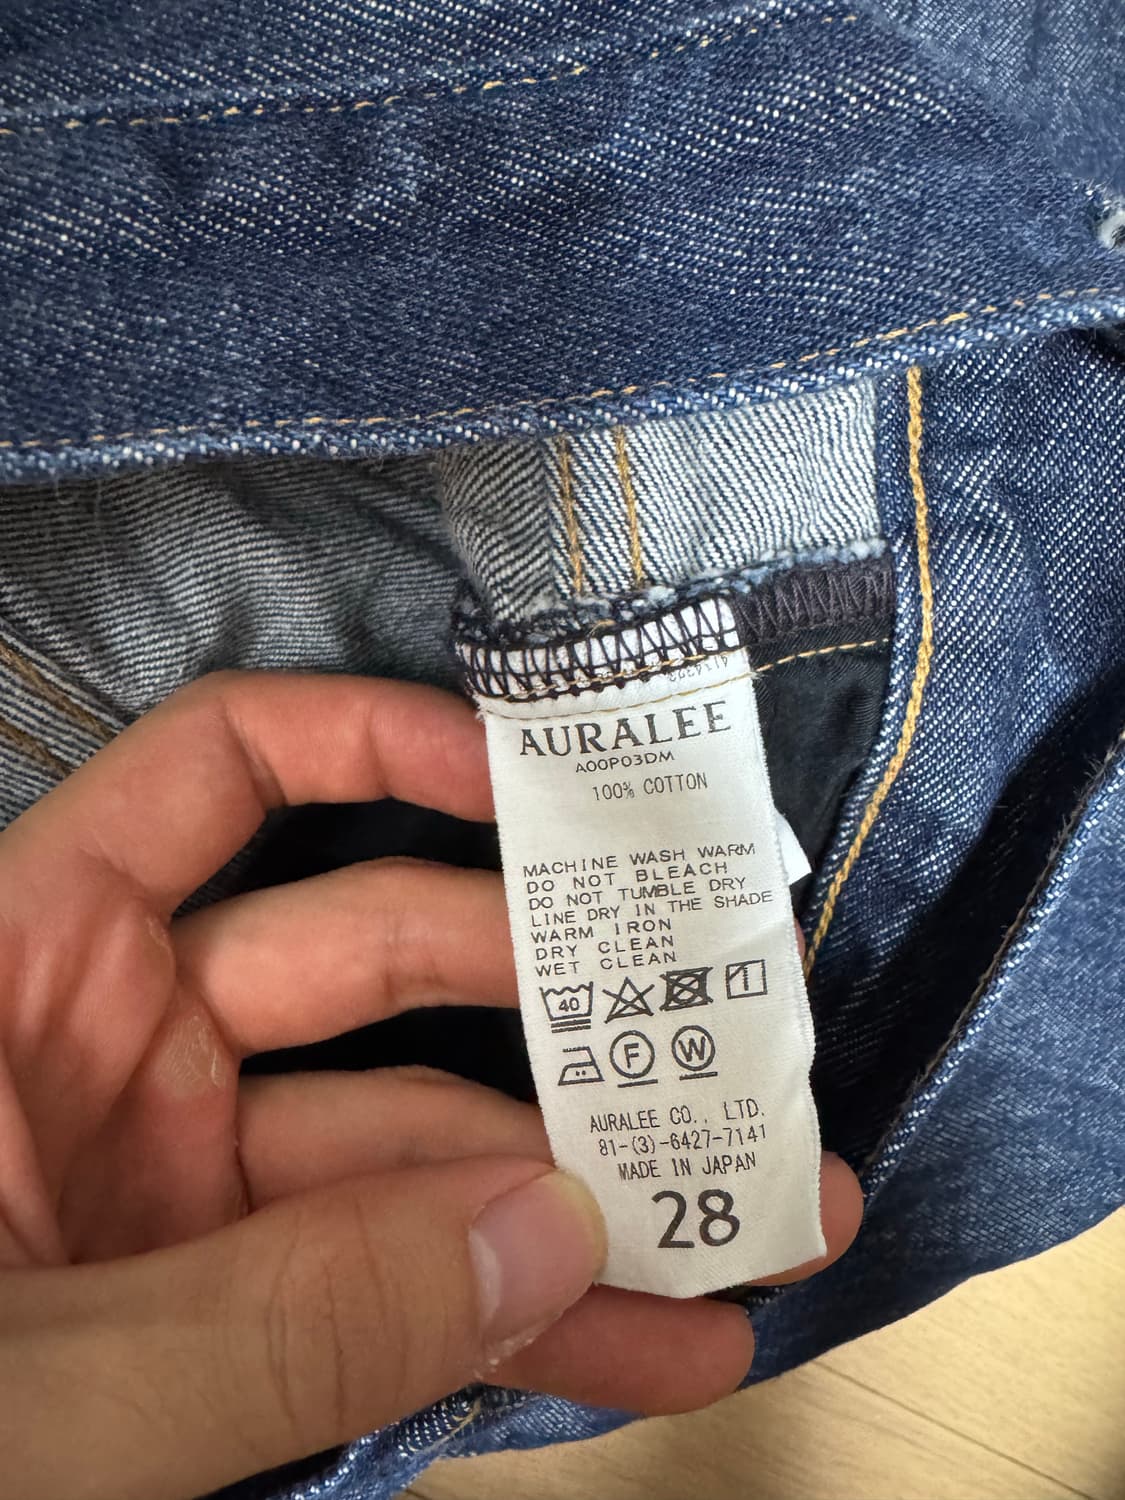 AURALEE
A00P03DM
100% COTTON
MACHINE WASH WARM
DO NOT BLEACH
DO NOT TUMBLE DRY
LINE DRY IN THE SHADE
WARM IRON
DRY CLEAN
WET CLEAN
40
F W
AURALEE CO., LTD.
81-(3)-6427-7141
MADE IN JAPAN
28